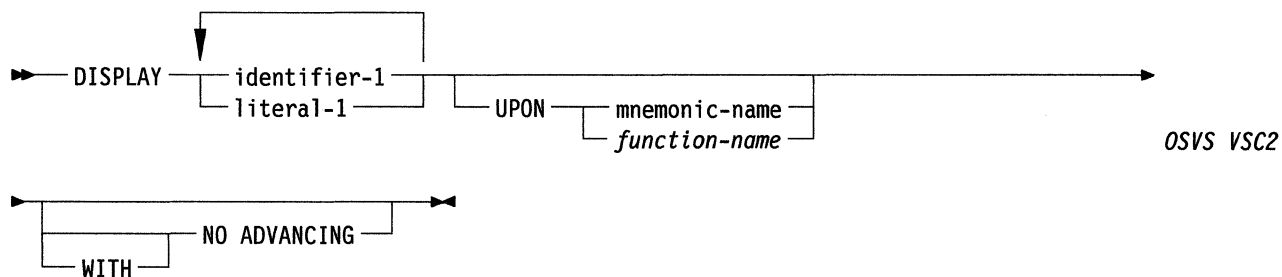 DISPLAY identifier-1
literal-1
UPON mnemonic-name
function-name
OSVS VSC2
NO ADVANCING
WITH